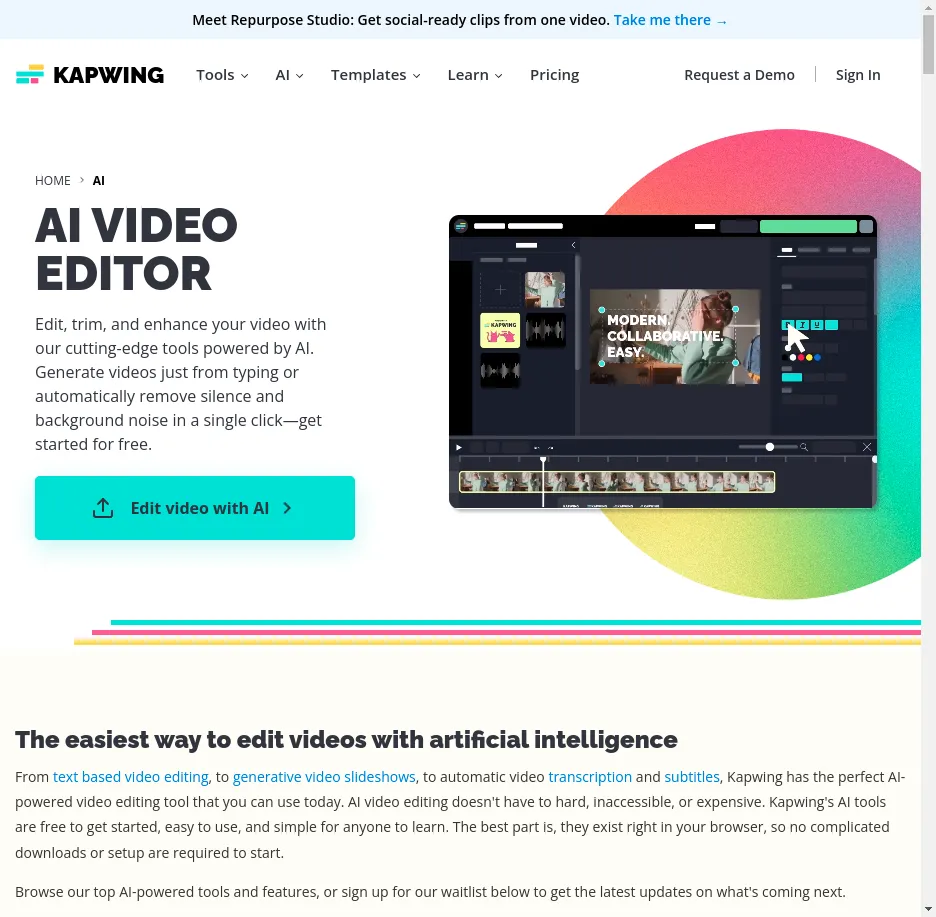 Meet Repurpose Studio: Get social-ready clips from one video. Take me there →
KAPWING
Tools
AI
Templates
Learn
Pricing
Request a Demo
Sign In
HOME > AI
AI VIDEO
EDITOR
Edit, trim, and enhance your video with
our cutting-edge tools powered by AI.
Generate videos just from typing or
automatically remove silence and
background noise in a single click—get
started for free.
Edit video with AI
MODERN.
COLLABORATIVE.
EASY.
KAPWING
The easiest way to edit videos with artificial intelligence
From text based video editing, to generative video slideshows, to automatic video transcription and subtitles, Kapwing has the perfect AI-
powered video editing tool that you can use today. AI video editing doesn't have to hard, inaccessible, or expensive. Kapwing's AI tools
are free to get started, easy to use, and simple for anyone to learn. The best part is, they exist right in your browser, so no complicated
downloads or setup are required to start.
Browse our top AI-powered tools and features, or sign up for our waitlist below to get the latest updates on what's coming next.